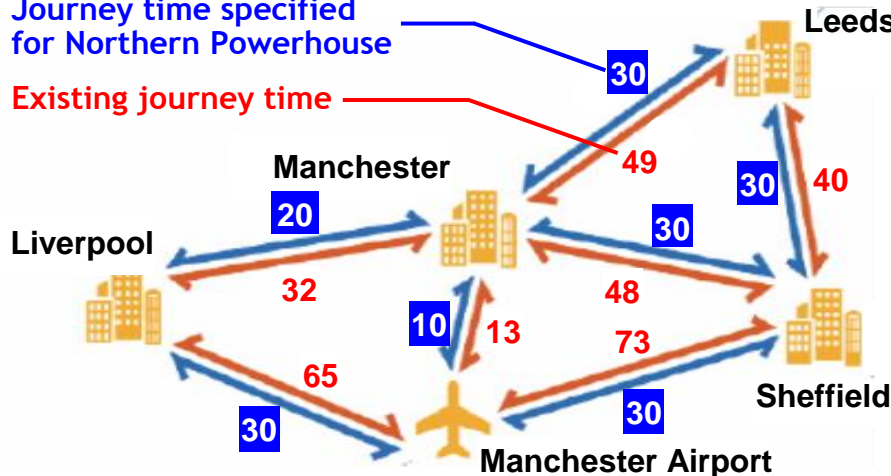 Journey time specified
for Northern Powerhouse
Leeds
30
Existing journey time
49
Manchester
30
40
20
30
Liverpool
32
48
10
13
73
65
Sheffield
30
30
Manchester Airport